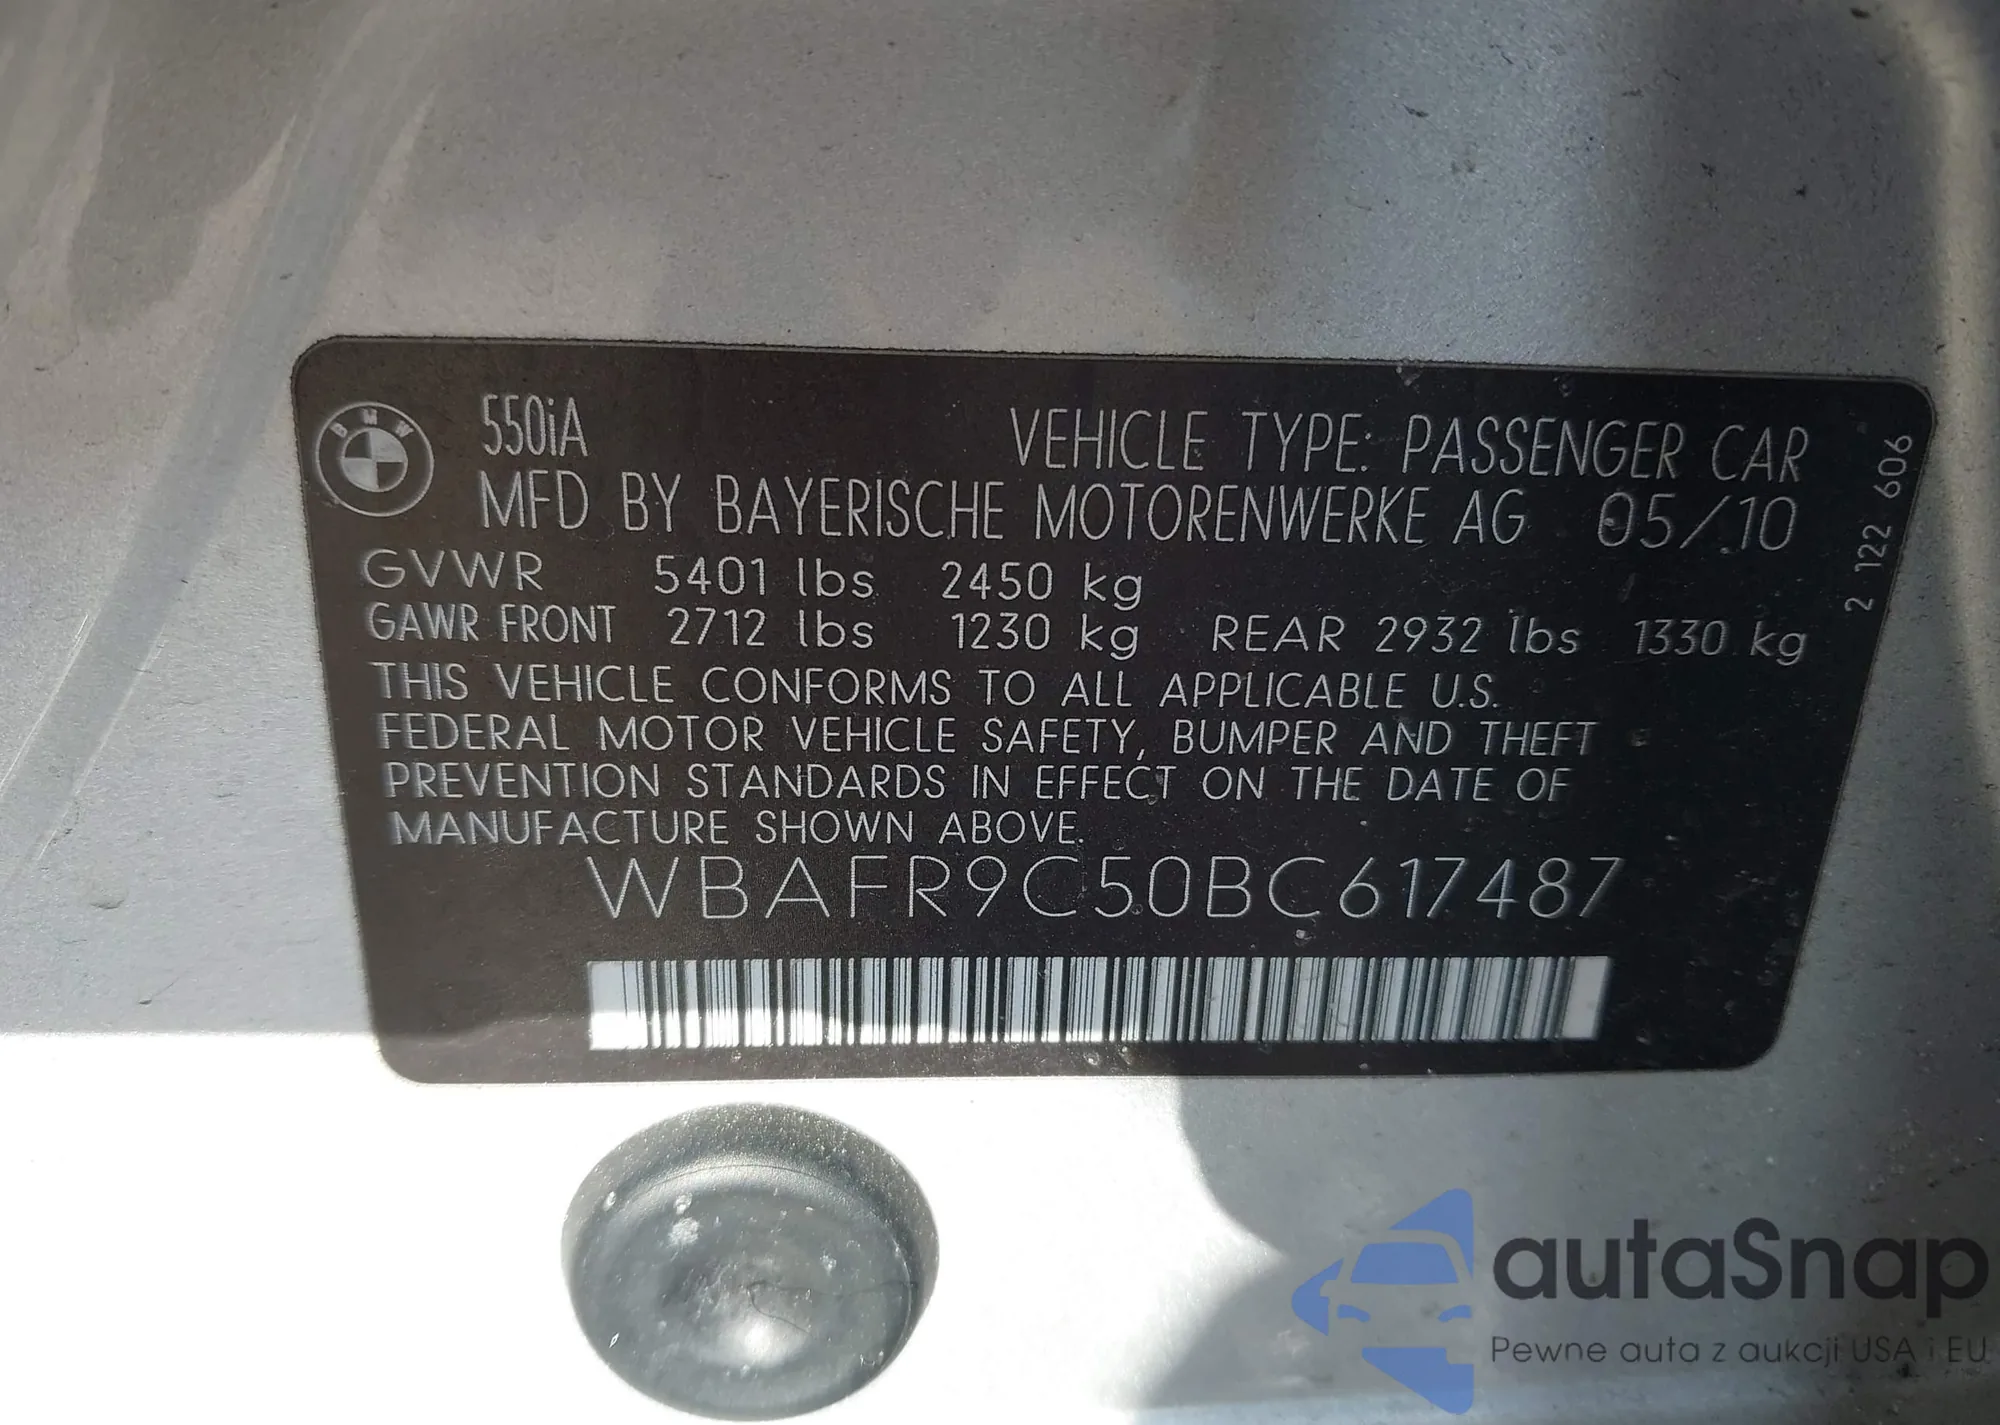 BMW
550iA VEHICLE TYPE: PASSENGER CAR
MFD BY BAYERISCHE MOTORENWERKE AG 05/10
GVWR 5401 lbs 2450 kg
GAWR FRONT 2712 lbs 1230 kg REAR 2932 lbs 1330 kg
THIS VEHICLE CONFORMS TO ALL APPLICABLE U.S.
FEDERAL MOTOR VEHICLE SAFETY, BUMPER AND THEFT
PREVENTION STANDARDS IN EFFECT ON THE DATE OF
MANUFACTURE SHOWN ABOVE.
WBAFR9C50BC617487
2 122 606
autaSnap
Pewne auta z aukcji USA i EU